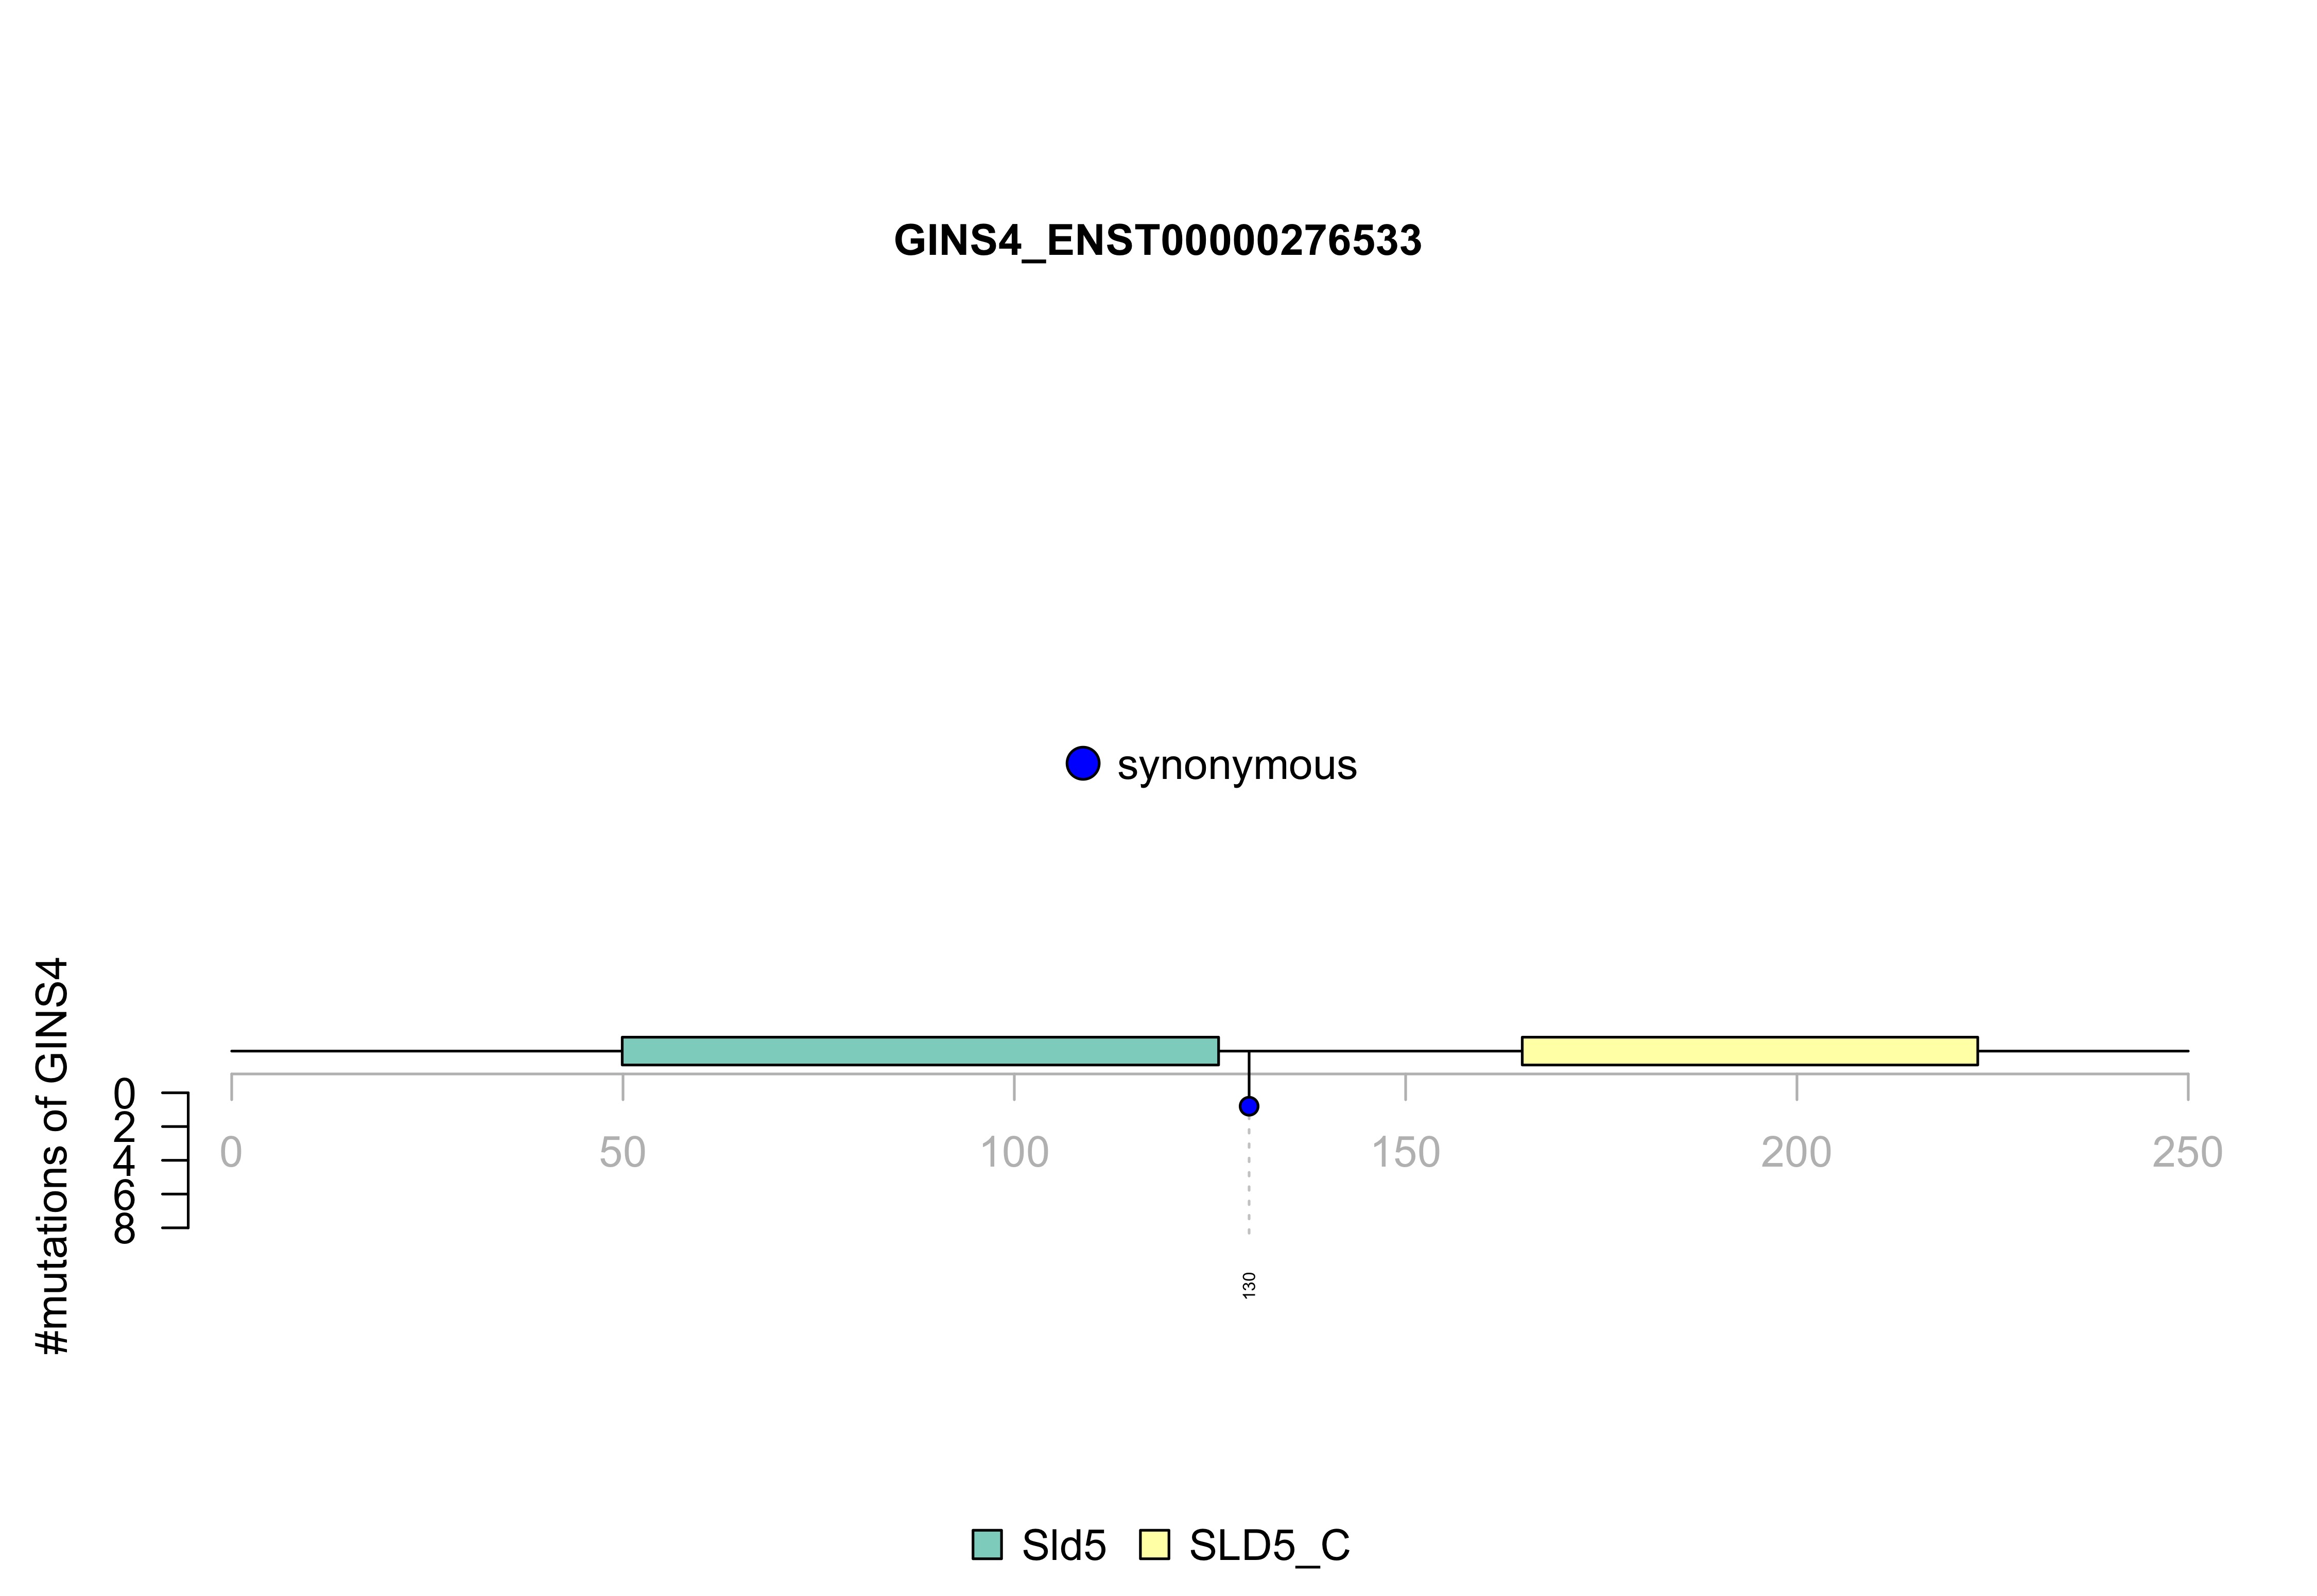 GINS4_ENST00000276533
synonymous
#mutations of GINS4
0
2
4
6
8
0 50 100 150 200 250
130
Sld5 SLD5_C